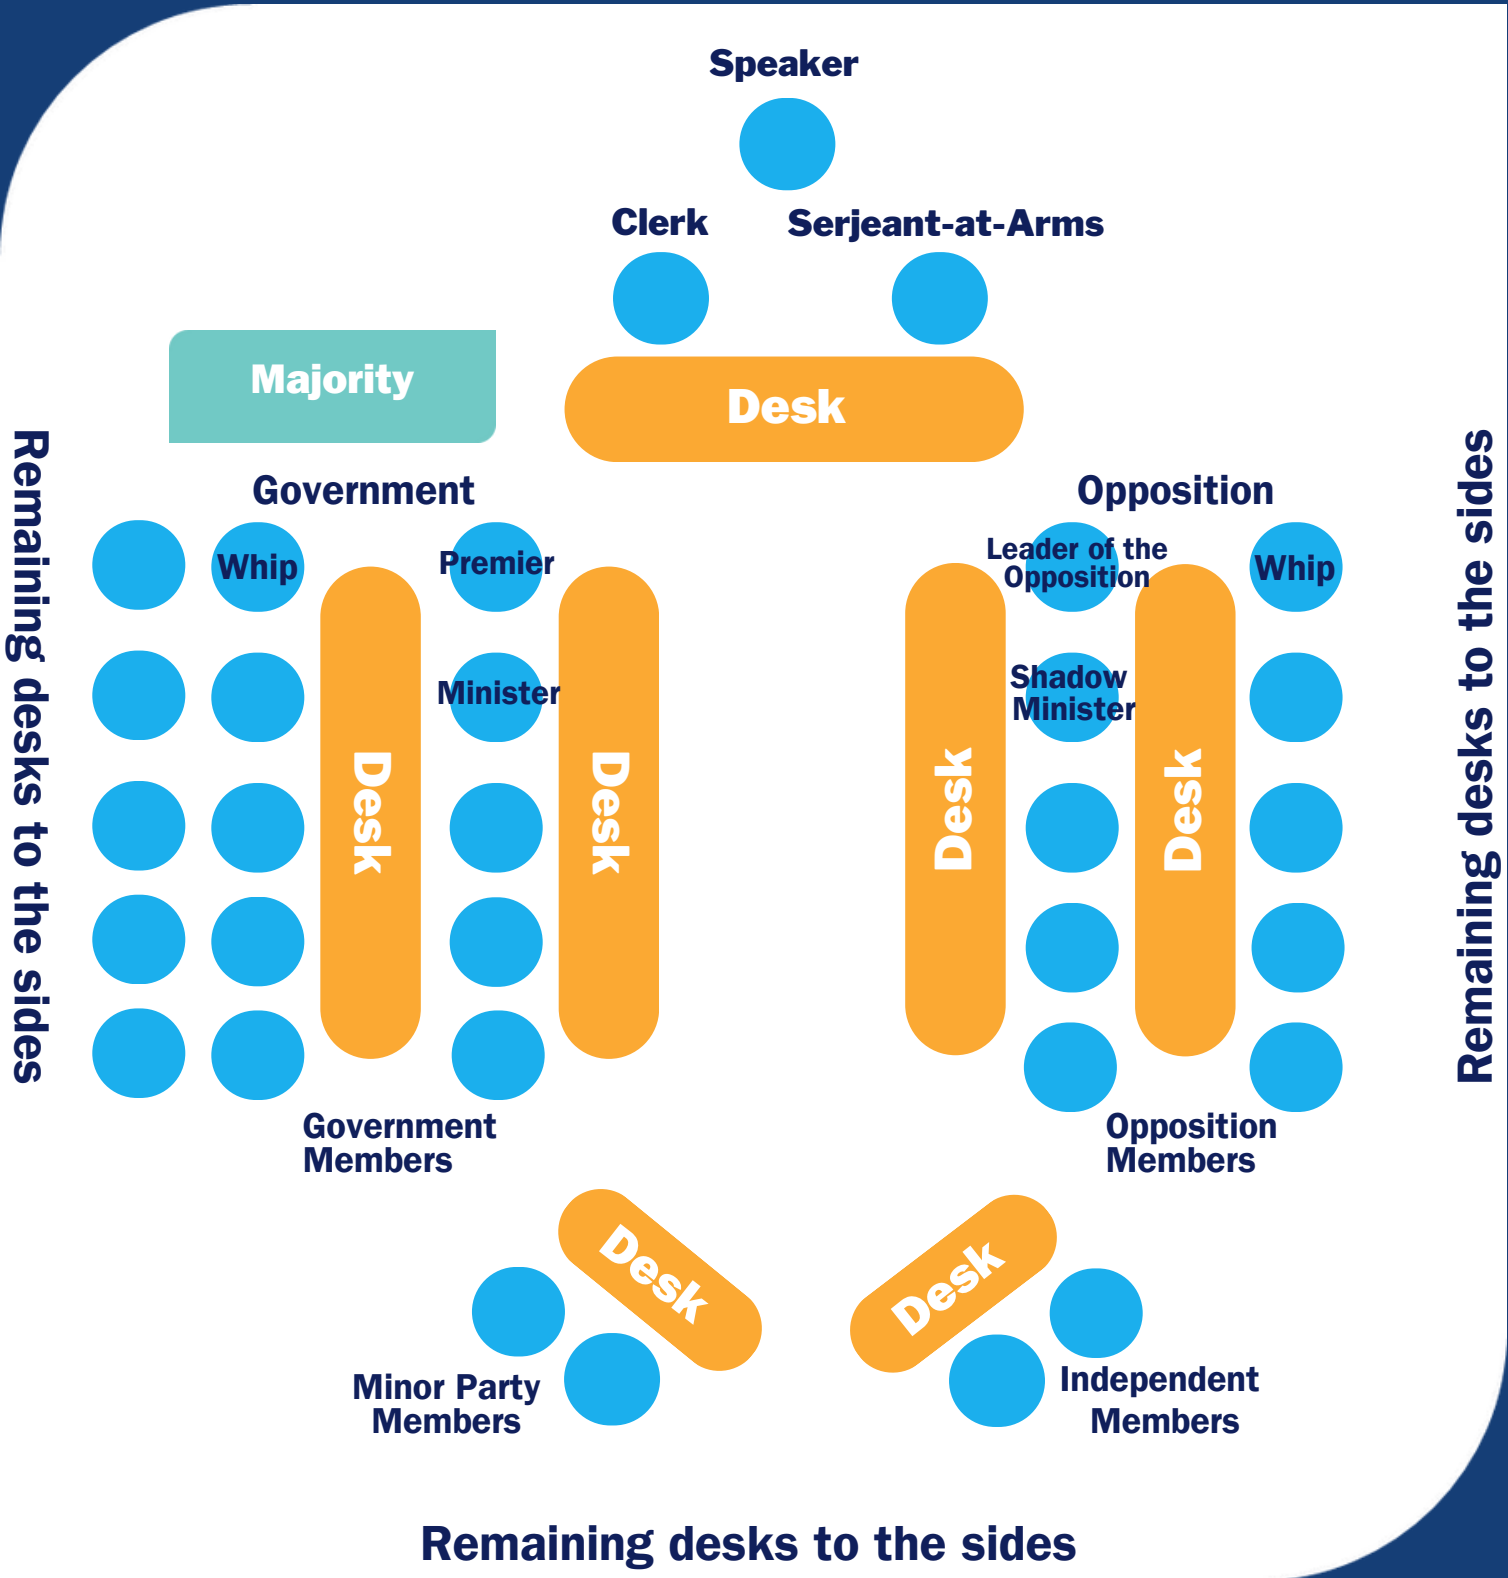 Speaker
Clerk
Serjeant-at-Arms
Majority
Desk
Remaining desks to the sides
Government
Opposition
Remaining desks to the sides
Whip
Premier
Leader of the
Opposition
Whip
Minister
Shadow
Minister
Desk
Desk
Desk
Desk
Government
Members
Opposition
Members
Desk
Desk
Minor Party
Members
Independent
Members
Remaining desks to the sides